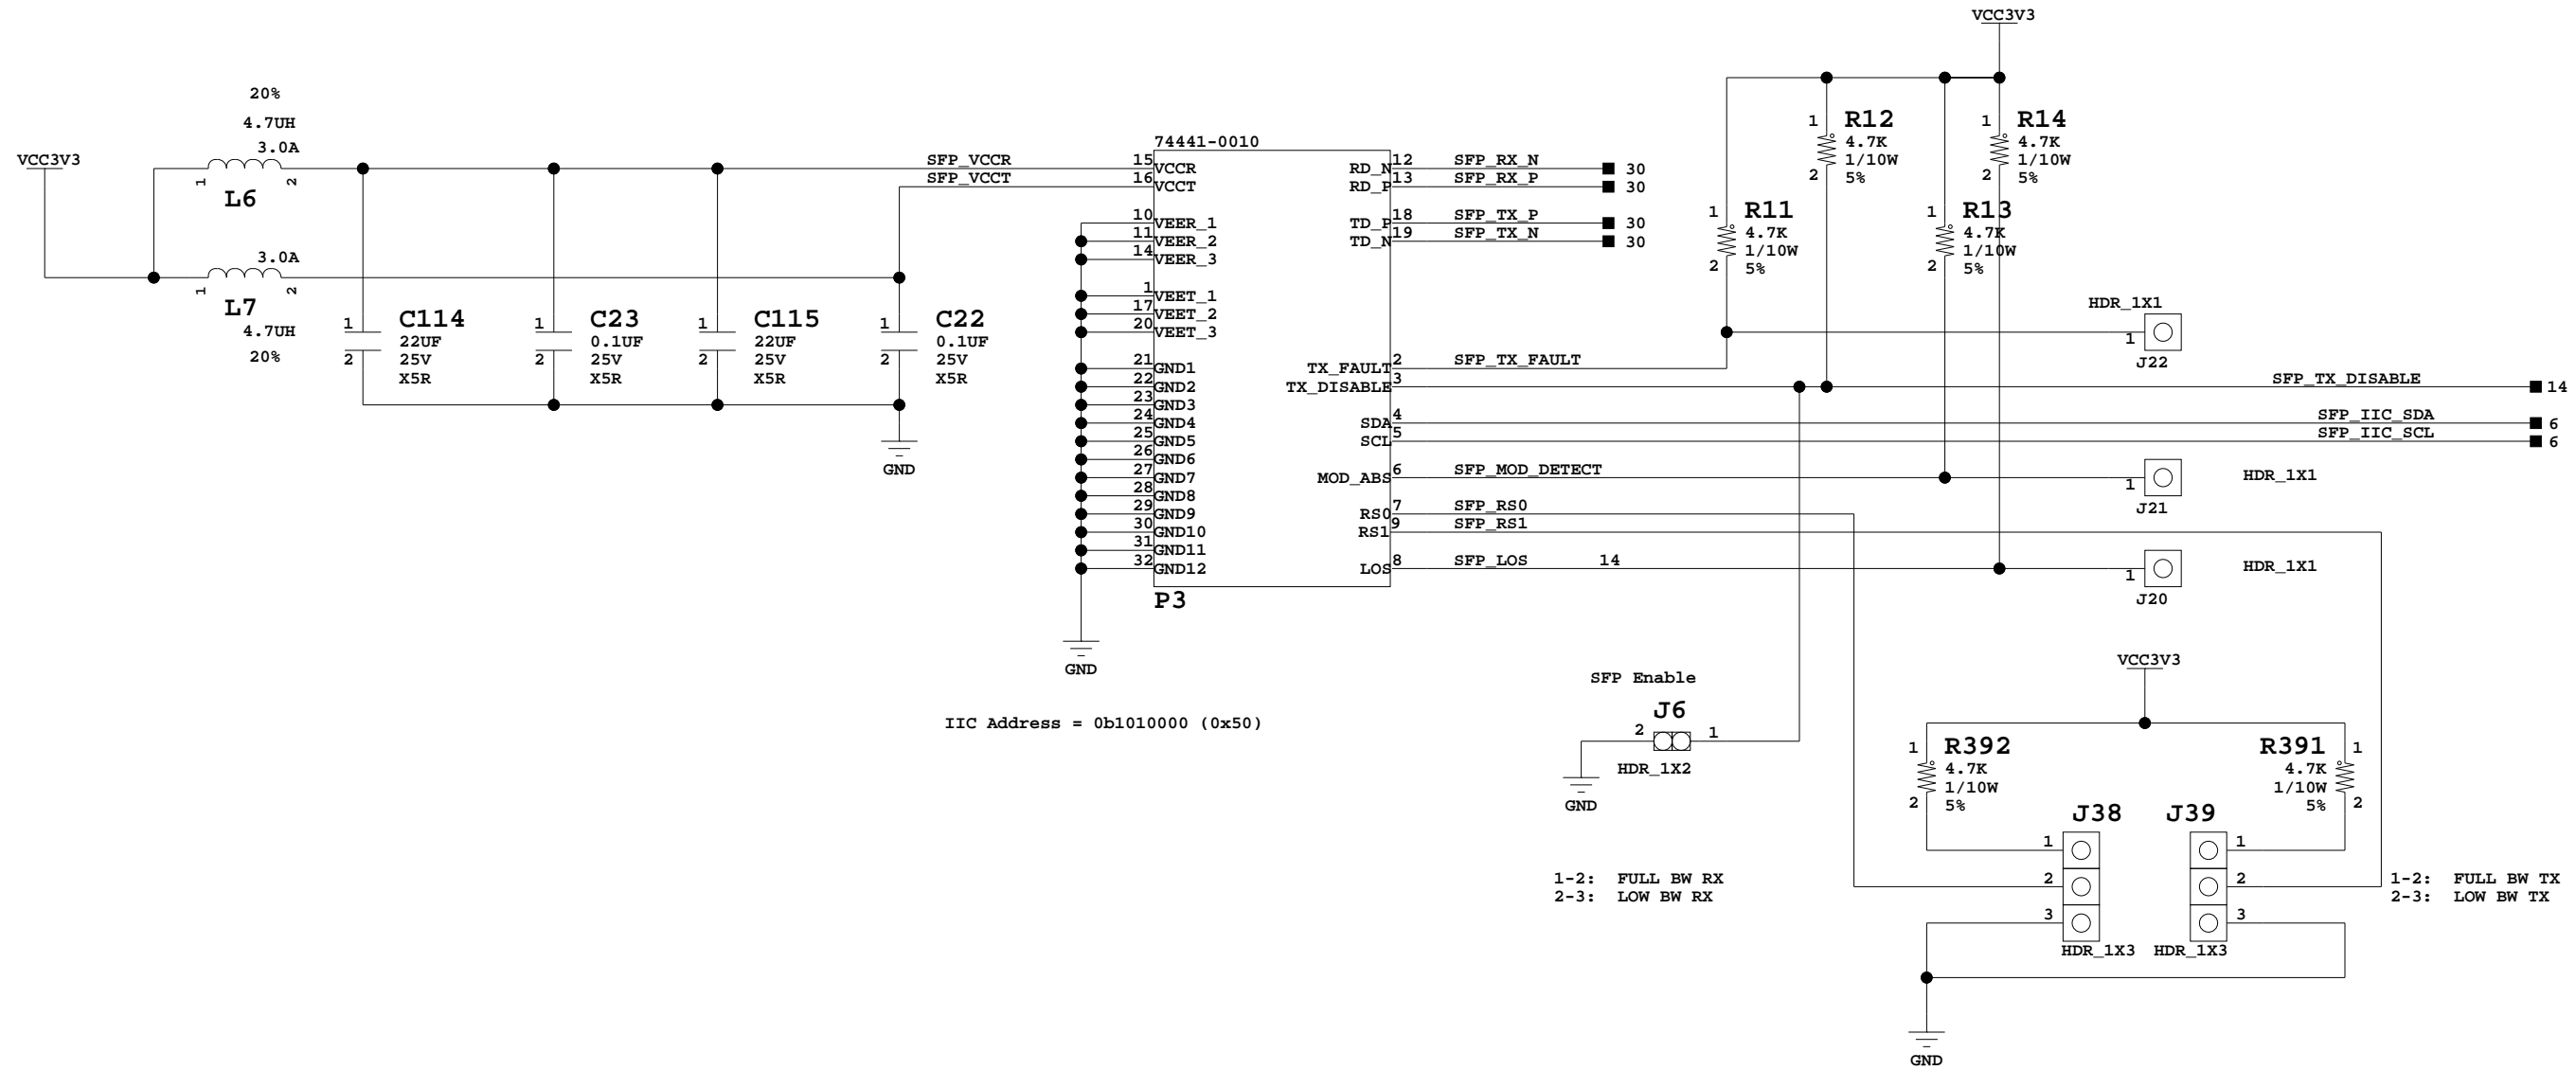 VCC3V3
20%
4.7UH
3.0A
1
2
L6
VCC3V3
3.0A
1
2
L7
4.7UH
20%
1
2
C114
22UF
25V
X5R
1
2
C23
0.1UF
25V
X5R
1
2
C115
22UF
25V
X5R
1
2
C22
0.1UF
25V
X5R
GND
SFP_VCCR
SFP_VCCT
74441-0010
15 VCCR
16 VCCT
10 VEER_1
11 VEER_2
14 VEER_3
1 VEET_1
17 VEET_2
20 VEET_3
21 GND1
22 GND2
23 GND3
24 GND4
25 GND5
26 GND6
27 GND7
28 GND8
29 GND9
30 GND10
31 GND11
32 GND12
P3
GND
IIC Address = 0b1010000 (0x50)
RD_N 12 SFP_RX_N 30
RD_P 13 SFP_RX_P 30
TD_P 18 SFP_TX_P 30
TD_N 19 SFP_TX_N 30
TX_FAULT 2 SFP_TX_FAULT
TX_DISABLE 3 SFP_TX_DISABLE 14
SDA 4 SFP_IIC_SDA 6
SCL 5 SFP_IIC_SCL 6
MOD_ABS 6 SFP_MOD_DETECT
RS0 7 SFP_RS0
RS1 9 SFP_RS1
LOS 8 SFP_LOS 14
1
2
R11
4.7K
1/10W
5%
1
2
R12
4.7K
1/10W
5%
1
2
R13
4.7K
1/10W
5%
1
2
R14
4.7K
1/10W
5%
HDR_1X1
1
J22
HDR_1X1
1
J21
HDR_1X1
1
J20
SFP Enable
J6
2 1
HDR_1X2
GND
VCC3V3
1
2
R392
4.7K
1/10W
5%
R391
4.7K
1/10W
5%
1
2
J38
1
2
3
HDR_1X3
J39
1
2
3
HDR_1X3
1-2: FULL BW RX
2-3: LOW BW RX
1-2: FULL BW TX
2-3: LOW BW TX
GND